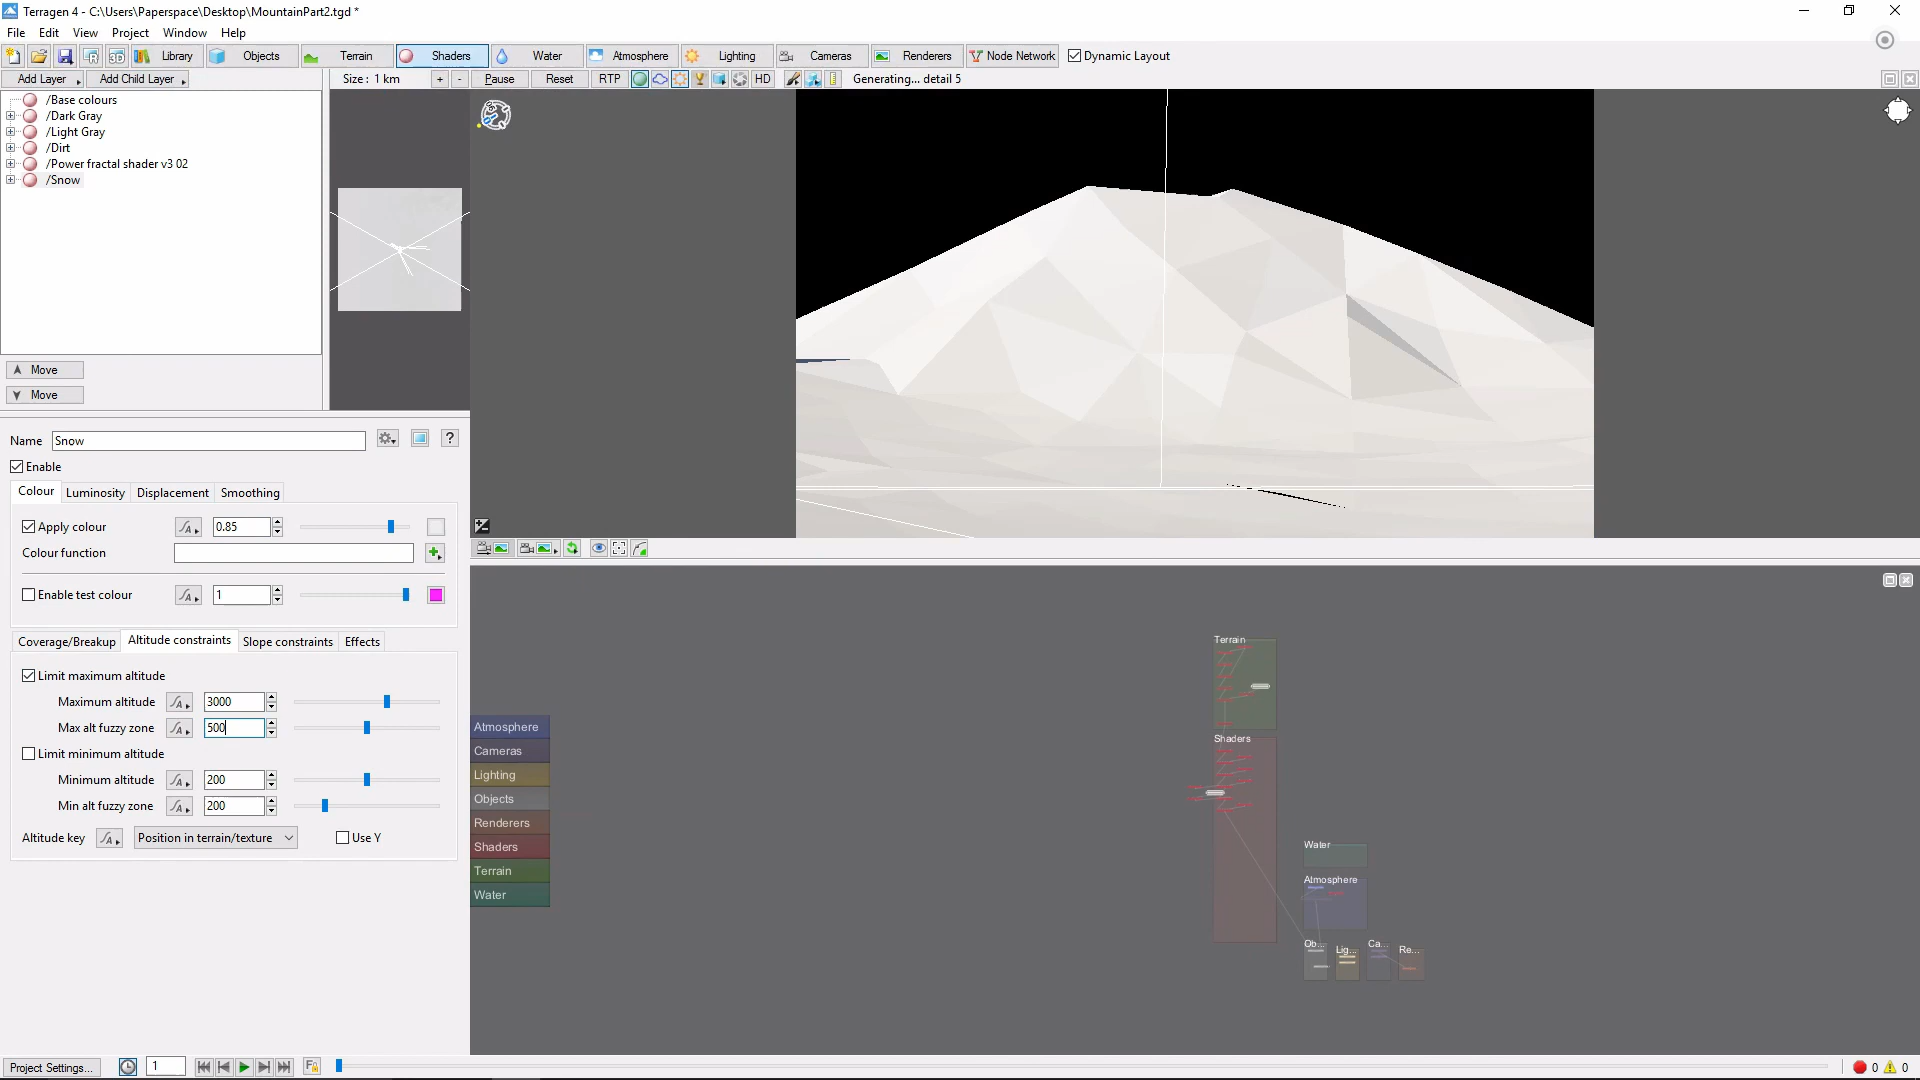 Terragen 4 - C:\Users\Paperspace\Desktop\MountainPart2.tgd *
File Edit View Project Window Help
Library Objects Terrain Shaders Water Atmosphere Lighting Cameras Renderers Node Network Dynamic Layout
Add Layer Add Child Layer Size : 1 km + - Pause Reset RTP HD Generating... detail 5
/Base colours
/Dark Gray
/Light Gray
/Dirt
/Power fractal shader v3 02
/Snow
Move
Move
Name Snow ?
Enable
Colour Luminosity Displacement Smoothing
Apply colour 0.85
Colour function
Enable test colour 1
Coverage/Breakup Altitude constraints Slope constraints Effects
Limit maximum altitude
Maximum altitude 3000
Max alt fuzzy zone 500
Limit minimum altitude
Minimum altitude 200
Min alt fuzzy zone 200
Altitude key Position in terrain/texture Use Y
Atmosphere
Cameras
Lighting
Objects
Renderers
Shaders
Terrain
Water
Terrain
Shaders
Water
Atmosphere
Ob... Lig... Ca... Re...
Project Settings... 1 0 0